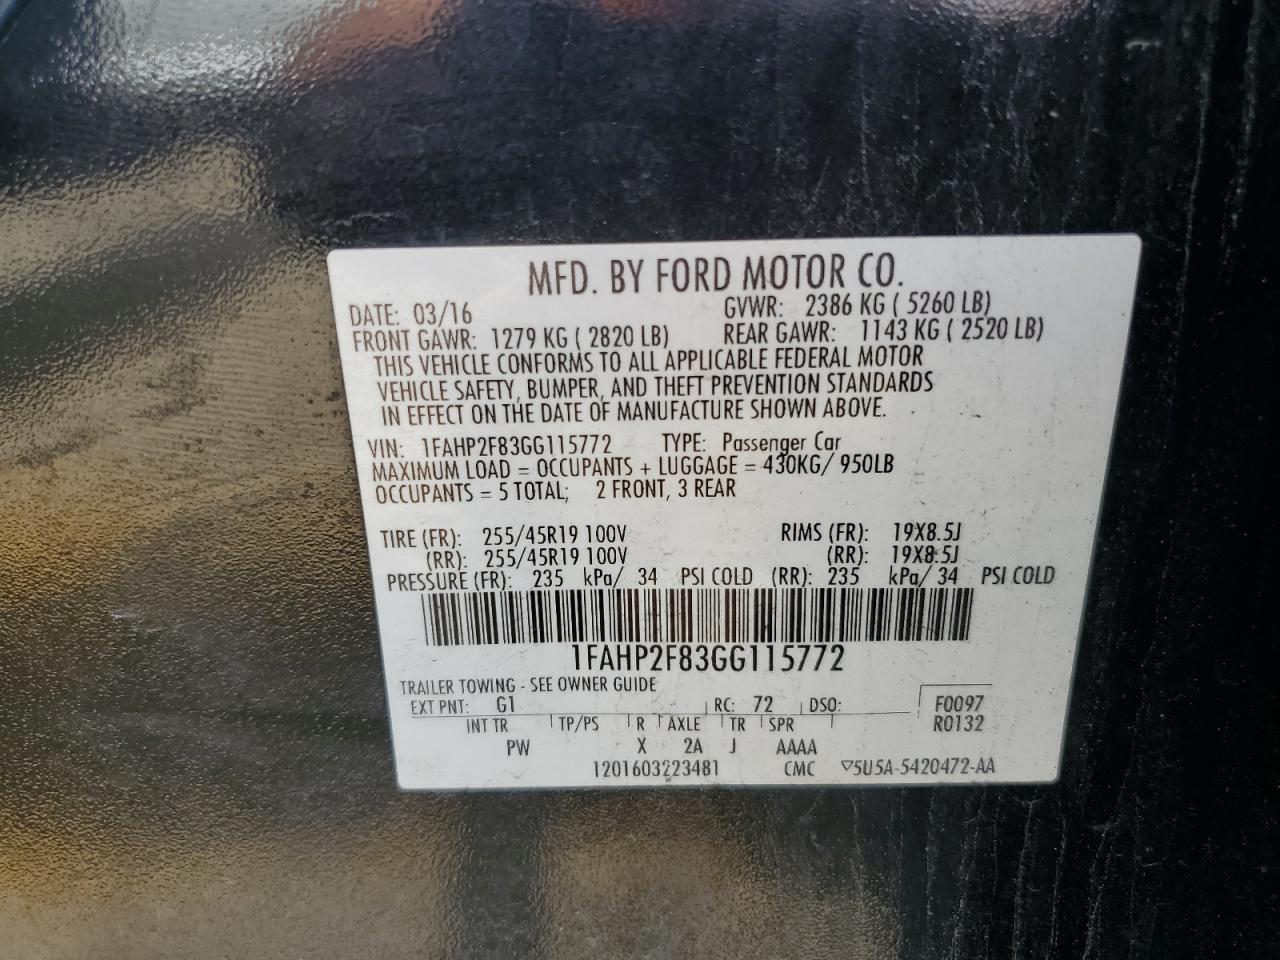 MFD. BY FORD MOTOR CO.
DATE: 03/16 GVWR: 2386 KG ( 5260 LB)
FRONT GAWR: 1279 KG ( 2820 LB) REAR GAWR: 1143 KG ( 2520 LB)
THIS VEHICLE CONFORMS TO ALL APPLICABLE FEDERAL MOTOR
VEHICLE SAFETY, BUMPER, AND THEFT PREVENTION STANDARDS
IN EFFECT ON THE DATE OF MANUFACTURE SHOWN ABOVE.
VIN: 1FAHP2F83GG115772 TYPE: Passenger Car
MAXIMUM LOAD = OCCUPANTS + LUGGAGE = 430KG/ 950LB
OCCUPANTS = 5 TOTAL; 2 FRONT, 3 REAR
TIRE (FR): 255/45R19 100V RIMS (FR): 19X8.5J
(RR): 255/45R19 100V (RR): 19X8.5J
PRESSURE (FR): 235 kPa/ 34 PSI COLD (RR): 235 kPa/ 34 PSI COLD
1FAHP2F83GG115772
TRAILER TOWING - SEE OWNER GUIDE
EXT PNT: G1 RC: 72 DSO: F0097
INT TR TP/PS R AXLE TR SPR R0132
PW X 2A J AAAA
1201603223481 CMC ▽5U5A-5420472-AA